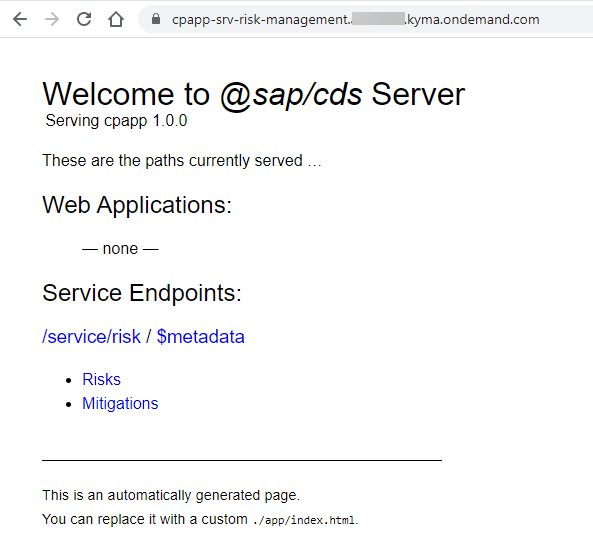 cpapp-srv-risk-management. .kyma.ondemand.com
Welcome to @sap/cds Server
Serving cpapp 1.0.0
These are the paths currently served …
Web Applications:
— none —
Service Endpoints:
/service/risk / $metadata
• Risks
• Mitigations
This is an automatically generated page.
You can replace it with a custom ./app/index.html.